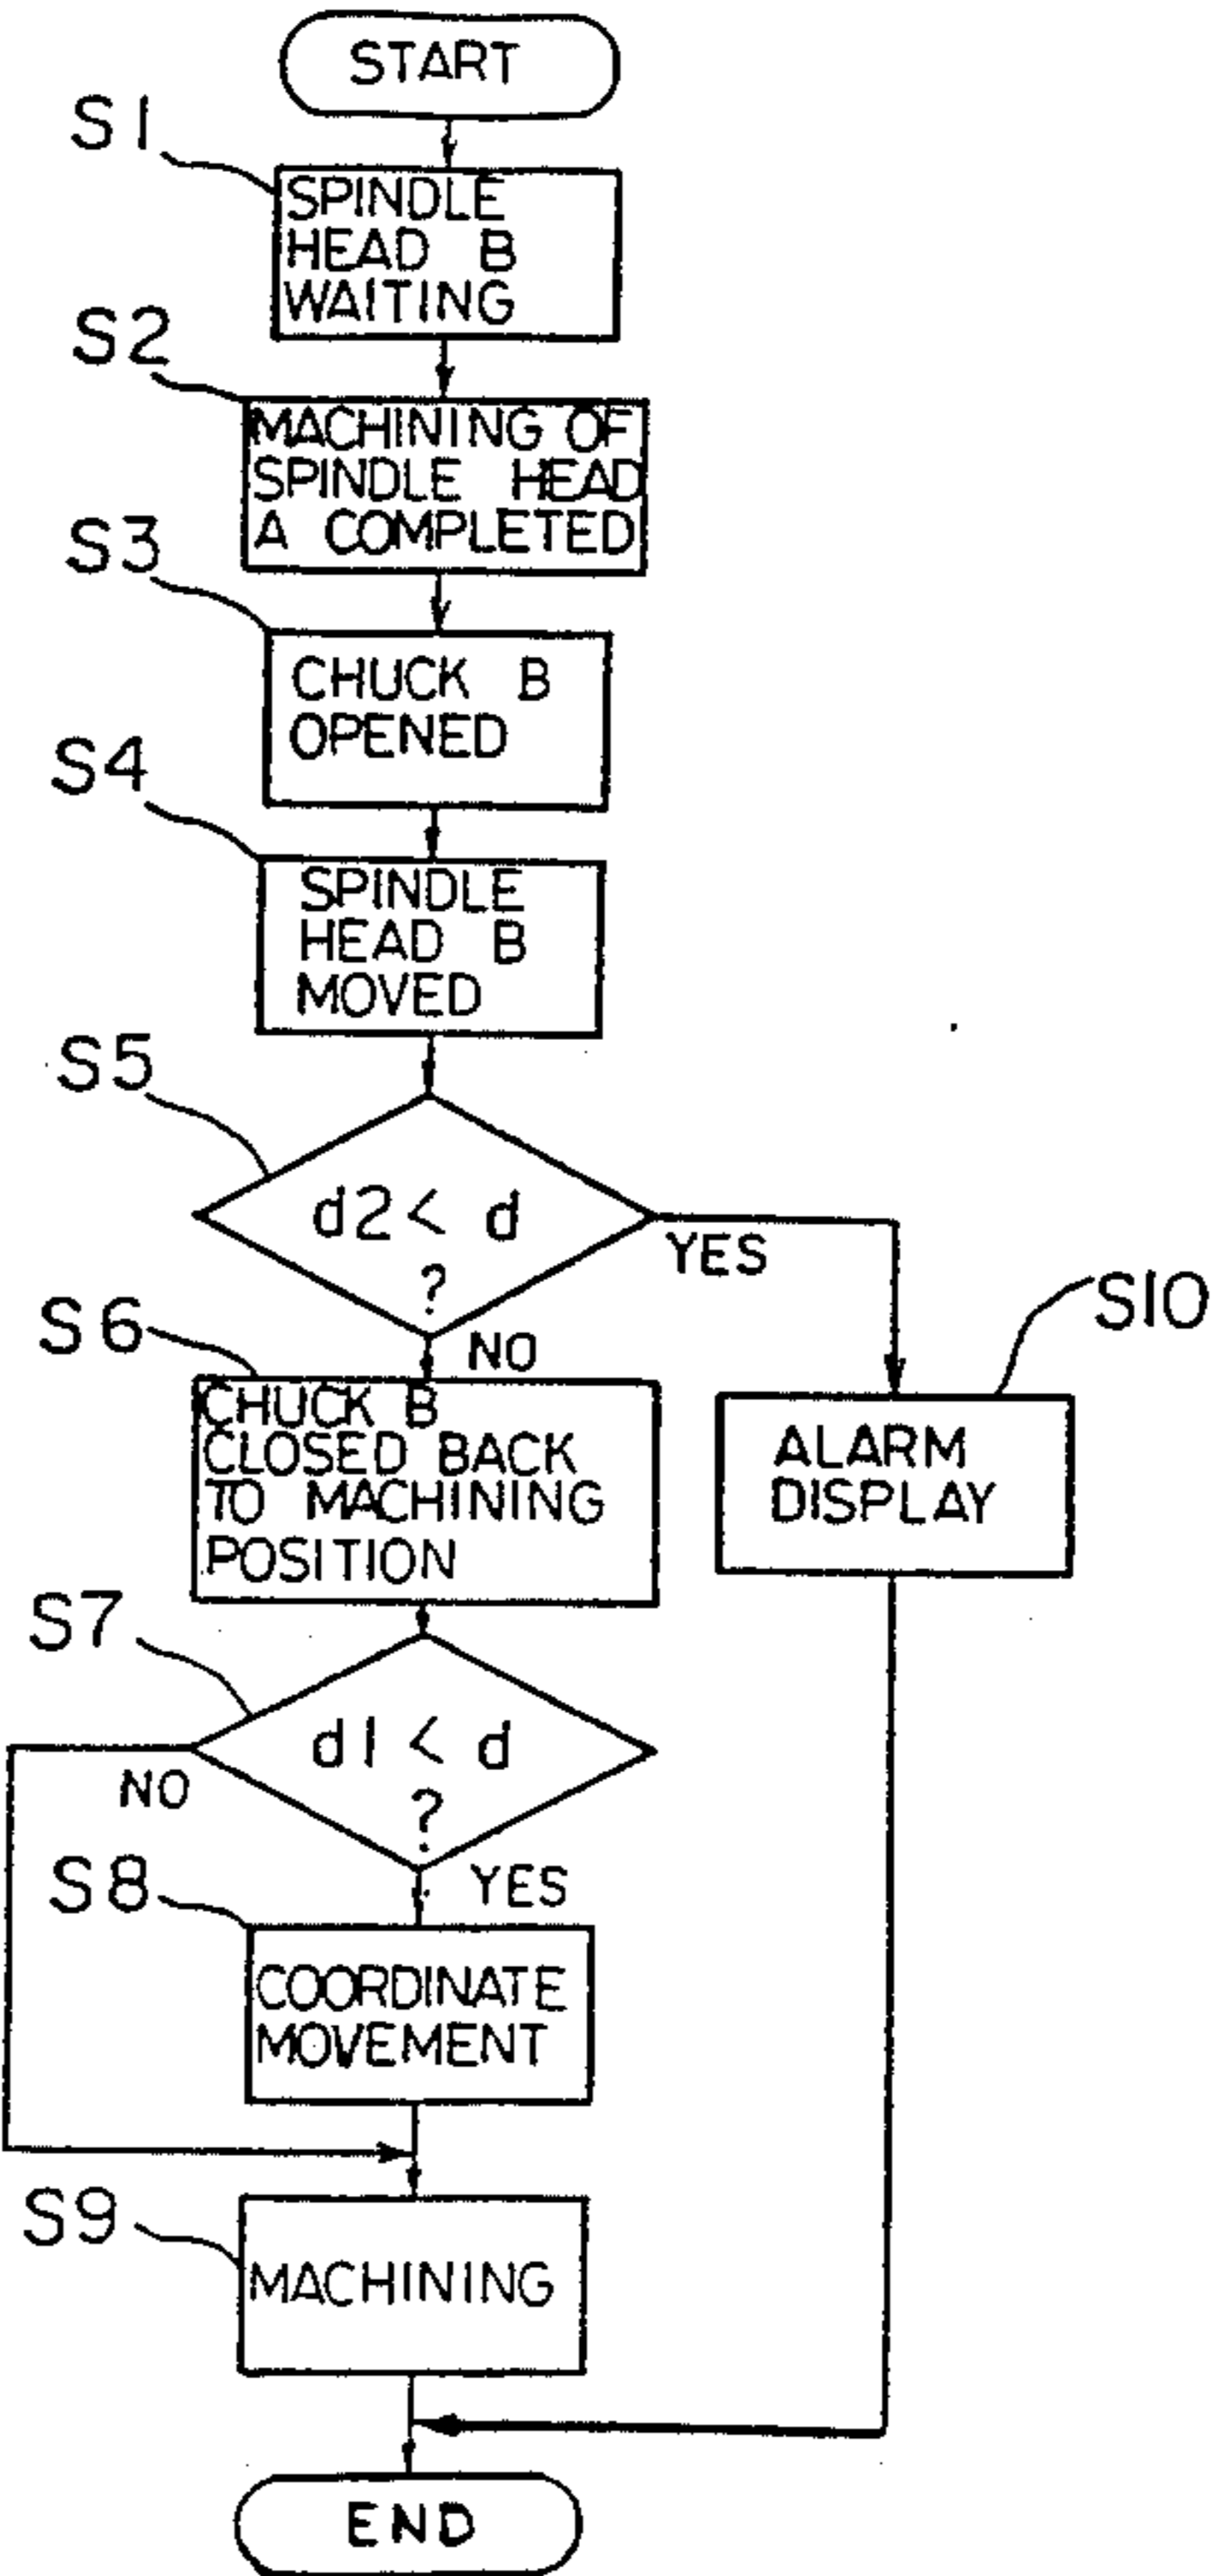 START
S1
SPINDLE
HEAD B
WAITING
S2
MACHINING OF
SPINDLE HEAD
A COMPLETED
S3
CHUCK B
OPENED
S4
SPINDLE
HEAD B
MOVED
S5
d2 < d
?
YES
NO
S6
CHUCK B
CLOSED BACK
TO MACHINING
POSITION
S10
ALARM
DISPLAY
S7
d1 < d
?
NO
YES
S8
COORDINATE
MOVEMENT
S9
MACHINING
END